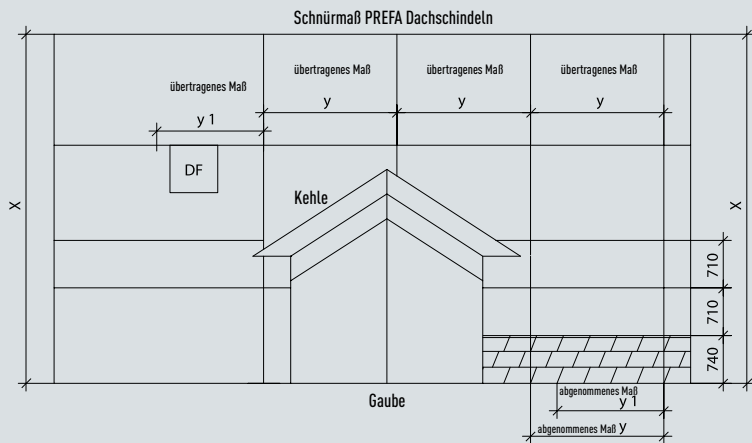 Schnürmaß PREFA Dachschindeln
übertragenes Maß
übertragenes Maß
übertragenes Maß
übertragenes Maß
y
y
y
y 1
DF
Kehle
X
X
710
710
740
Gaube
abgenommenes Maß
y 1
abgenommenes Maß y